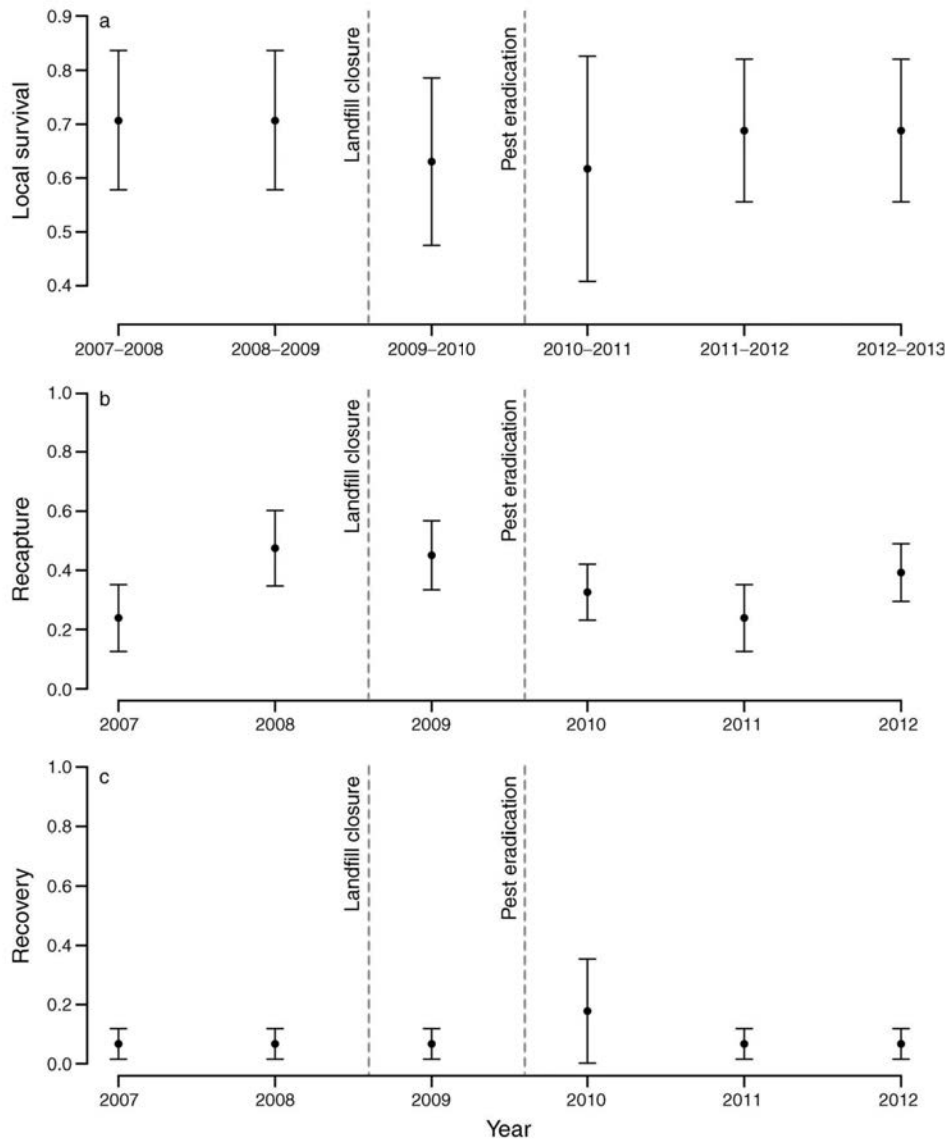 a
0.9
0.8
0.7
0.6
0.5
0.4
Local survival
Landfill closure
Pest eradication
2007–2008
2008–2009
2009–2010
2010–2011
2011–2012
2012–2013
b
1.0
0.8
0.6
0.4
0.2
0.0
Recapture
Landfill closure
Pest eradication
2007
2008
2009
2010
2011
2012
c
1.0
0.8
0.6
0.4
0.2
0.0
Recovery
Landfill closure
Pest eradication
2007
2008
2009
2010
2011
2012
Year